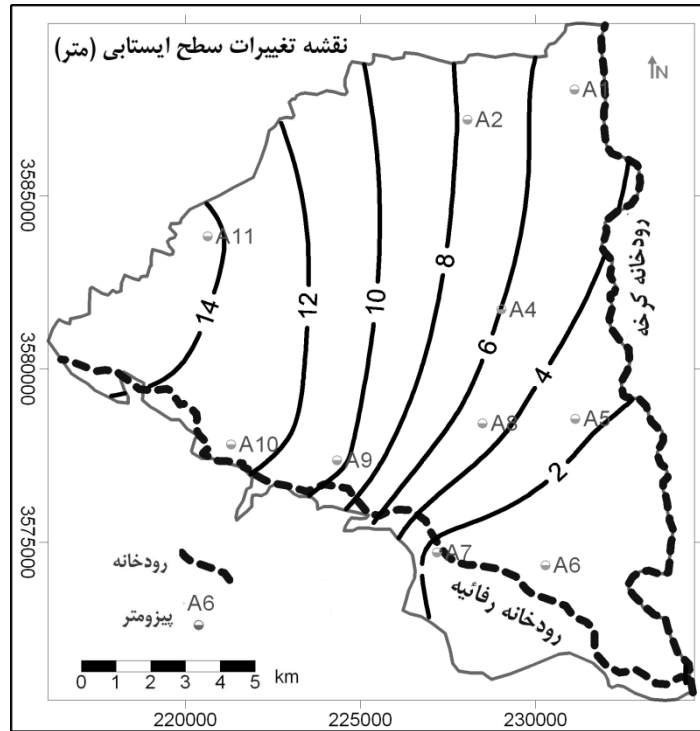 نقشه تغییرات سطح ایستابی (متر)
N
A1
A2
3585000
A11
رودخانه کرخه
8
10
12
14
A4
6
4
3580000
A8
A5
A10
A9
2
3575000
A7
A6
رودخانه
رودخانه رفائیه
A6
پیزومتر
0 1 2 3 4 5 km
220000 225000 230000